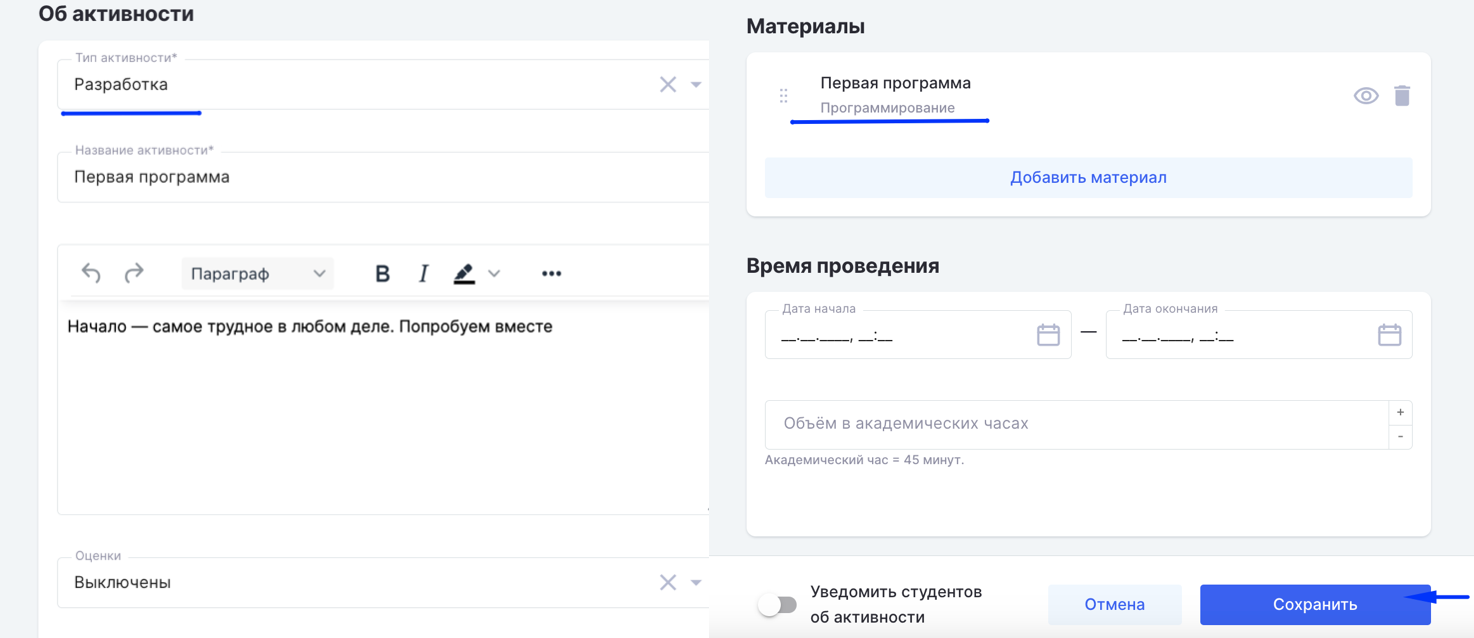 Об активности
Тип активности*
Разработка
Название активности*
Первая программа
Параграф
B I
Начало — самое трудное в любом деле. Попробуем вместе
Оценки
Выключены
Материалы
Первая программа
Программирование
Добавить материал
Время проведения
Дата начала
__.__.____, __:__
—
Дата окончания
__.__.____, __:__
Объём в академических часах
+
-
Академический час = 45 минут.
Уведомить студентов
об активности
Отмена
Сохранить